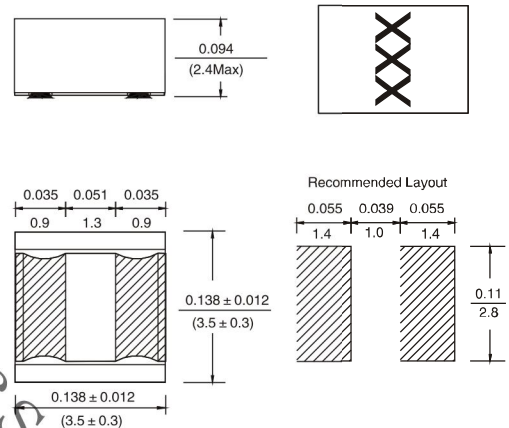 0.094
(2.4Max)
XXX
0.035 0.051 0.035
0.9 1.3 0.9
0.138 ± 0.012
(3.5 ± 0.3)
0.138 ± 0.012
(3.5 ± 0.3)
Recommended Layout
0.055 0.039 0.055
1.4 1.0 1.4
0.11
2.8